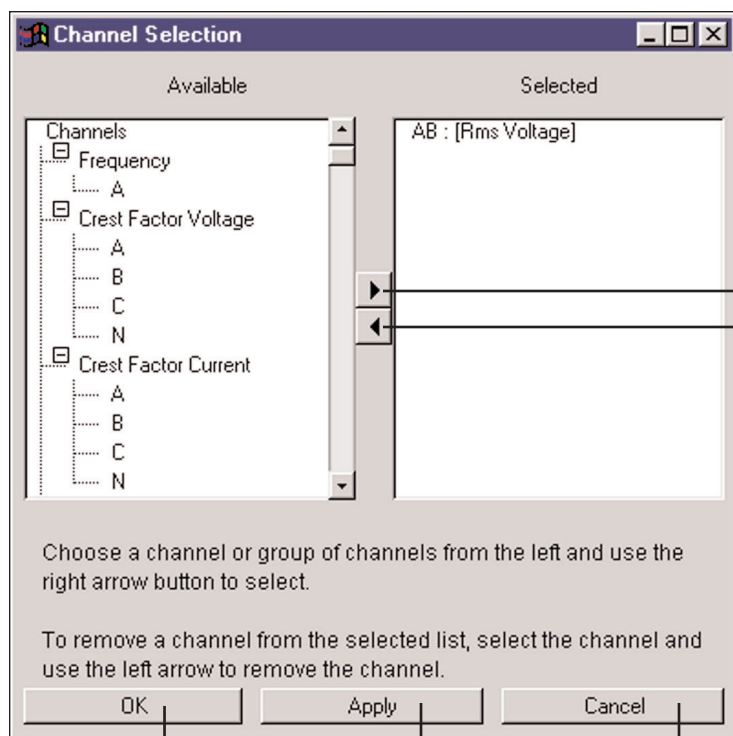 Channel Selection
Available
Selected
Channels
Frequency
A
Crest Factor Voltage
A
B
C
N
Crest Factor Current
A
B
C
N
AB : [Rms Voltage]
Choose a channel or group of channels from the left and use the
right arrow button to select.
To remove a channel from the selected list, select the channel and
use the left arrow to remove the channel.
OK
Apply
Cancel